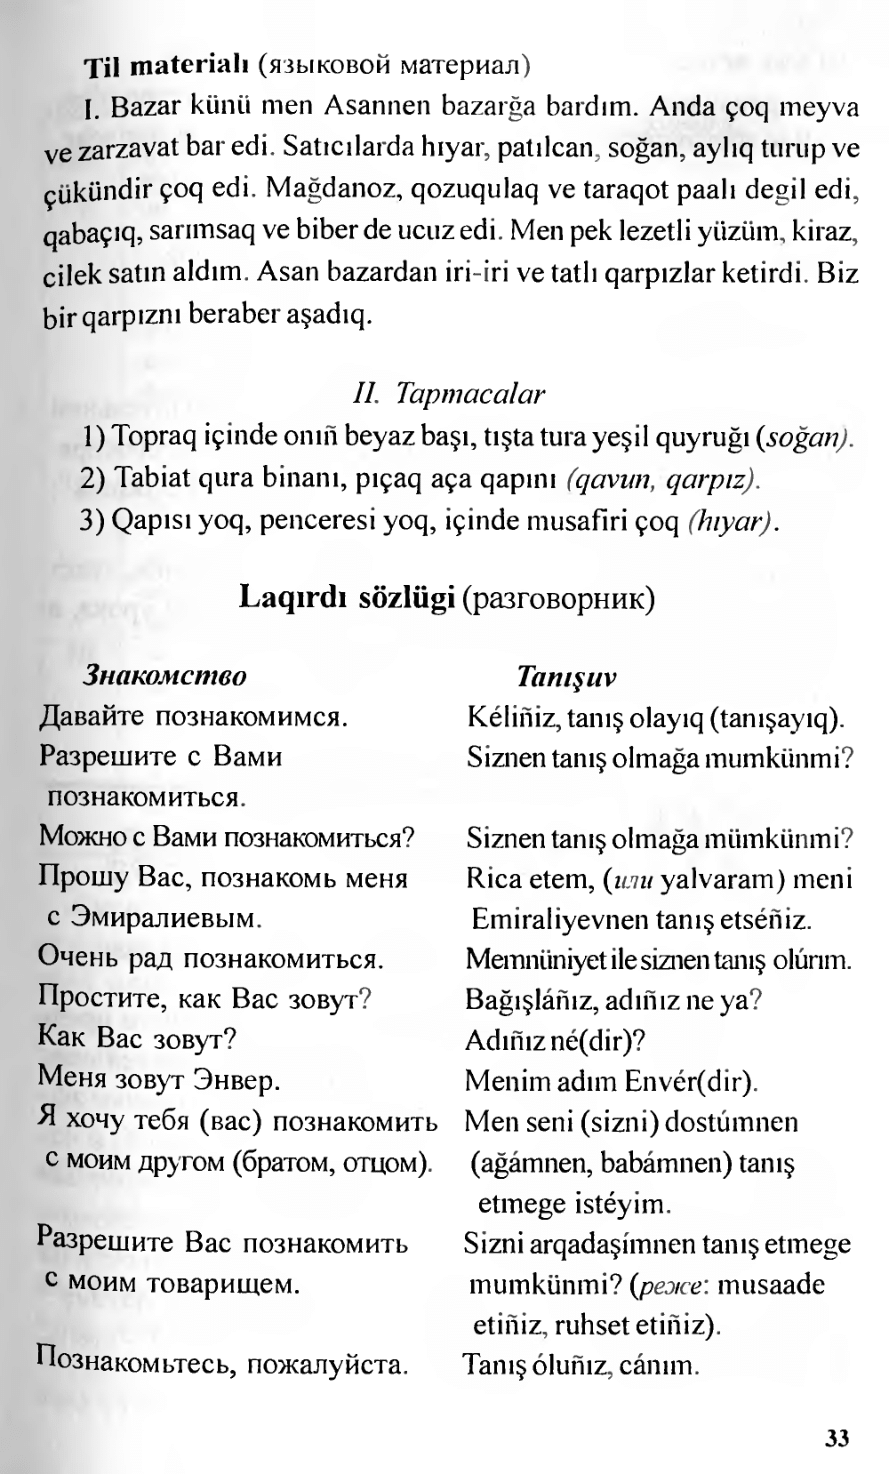 Til materialı (языковой материал)
I. Bazar künü men Asannen bazarğa bardım. Anda çoq meyva
ve zarzavat bar edi. Satıcılarda hıyar, patılcan, soğan, aylıq turup ve
çükündir çoq edi. Mağdanoz, qozuqulaq ve taraqot paalı degil edi,
qabaçıq, sarımsaq ve biber de ucuz edi. Men pek lezetli yüzüm, kiraz,
cilek satın aldım. Asan bazardan iri-iri ve tatlı qarpızlar ketirdi. Biz
bir qarpıznı beraber aşadıq.
II. Tapmacalar
1) Topraq içinde onıñ beyaz başı, tışta tura yeşil quyruğı (soğan).
2) Tabiat qura binanı, pıçaq aça qapını (qavun, qarpız).
3) Qapısı yoq, penceresi yoq, içinde musafiri çoq (hıyar).
Laqırdı sözlügi (разговорник)
Знакомство Tanışuv
Давайте познакомимся. Kéliñiz, tanış olayıq (tanışayıq).
Разрешите с Вами Siznen tanış olmağa mumkünmi?
познакомиться.
Можно с Вами познакомиться? Siznen tanış olmağa mümkünmi?
Прошу Вас, познакомь меня Rica etem, (или yalvaram) meni
с Эмиралиевым. Emiraliyevnen tanış etséñiz.
Очень рад познакомиться. Memnüniyet ile siznen tanış olúrım.
Простите, как Вас зовут? Bağışláñız, adıñız ne ya?
Как Вас зовут? Adıñız né(dir)?
Меня зовут Энвер. Menim adım Envér(dir).
Я хочу тебя (вас) познакомить Men seni (sizni) dostúmnen
с моим другом (братом, отцом). (ağámnen, babámnen) tanış
etmege istéyim.
Разрешите Вас познакомить Sizni arqadaşímnen tanış etmege
с моим товарищем. mumkünmi? (реже: musaade
etiñiz, ruhset etiñiz).
Познакомьтесь, пожалуйста. Tanış óluñız, cánım.
33